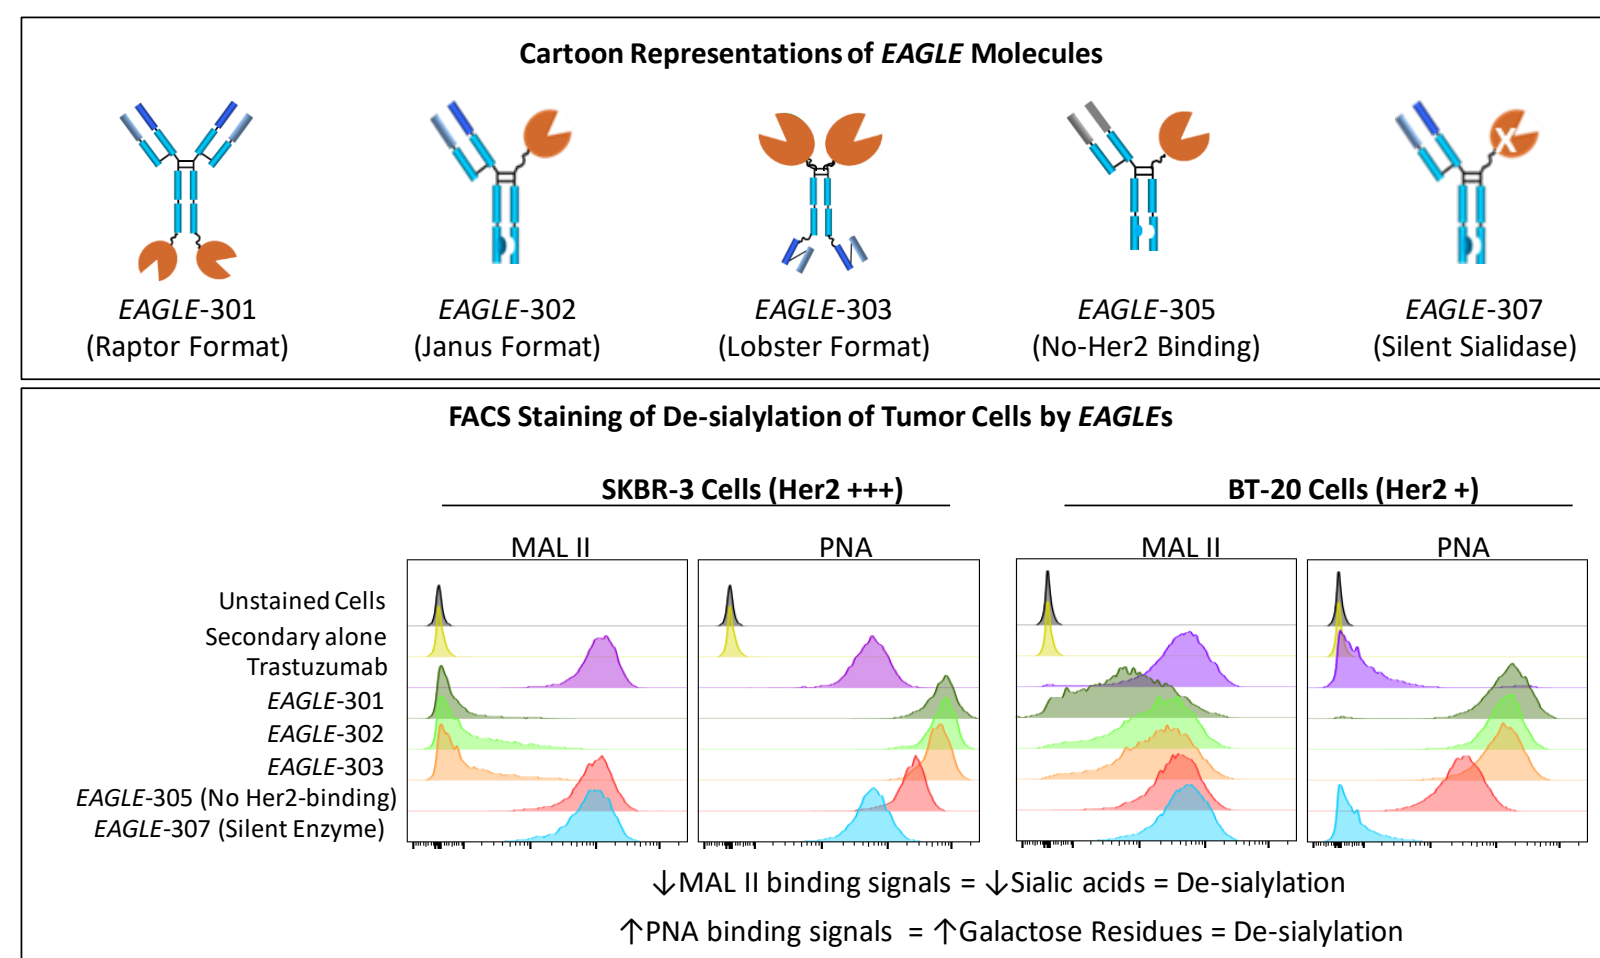 Cartoon Representations of EAGLE Molecules
EAGLE-301
(Raptor Format)
EAGLE-302
(Janus Format)
EAGLE-303
(Lobster Format)
EAGLE-305
(No-Her2 Binding)
X
EAGLE-307
(Silent Sialidase)
FACS Staining of De-sialylation of Tumor Cells by EAGLEs
SKBR-3 Cells (Her2 +++)
BT-20 Cells (Her2 +)
MAL II
PNA
MAL II
PNA
Unstained Cells
Secondary alone
Trastuzumab
EAGLE-301
EAGLE-302
EAGLE-303
EAGLE-305 (No Her2-binding)
EAGLE-307 (Silent Enzyme)
↓MAL II binding signals = ↓Sialic acids = De-sialylation
↑PNA binding signals = ↑Galactose Residues = De-sialylation